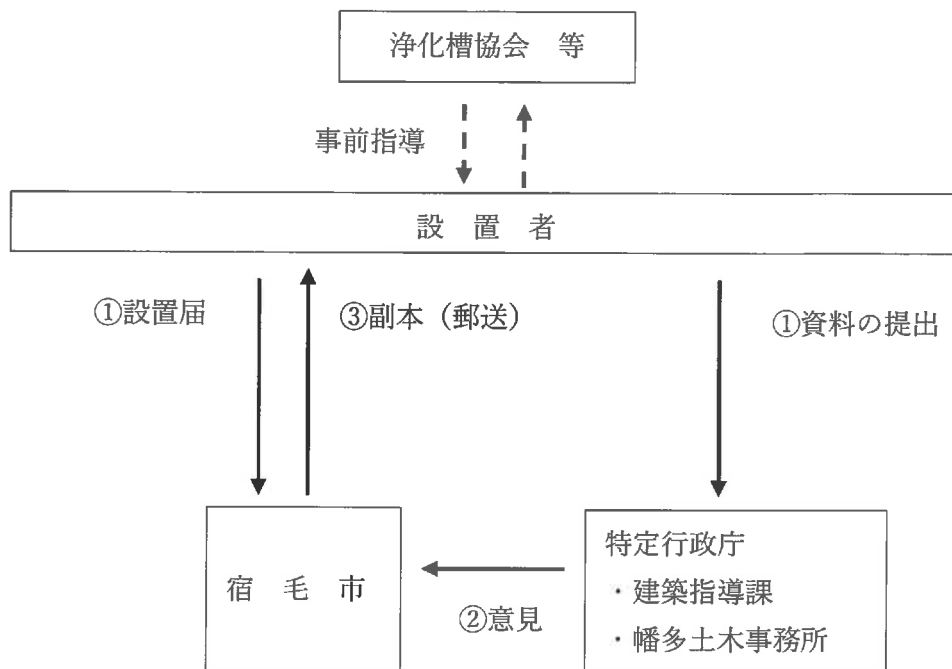 浄化槽協会　等
事前指導
設　置　者
①設置届
③副本（郵送）
①資料の提出
宿　毛　市
②意見
特定行政庁
・建築指導課
・幡多土木事務所